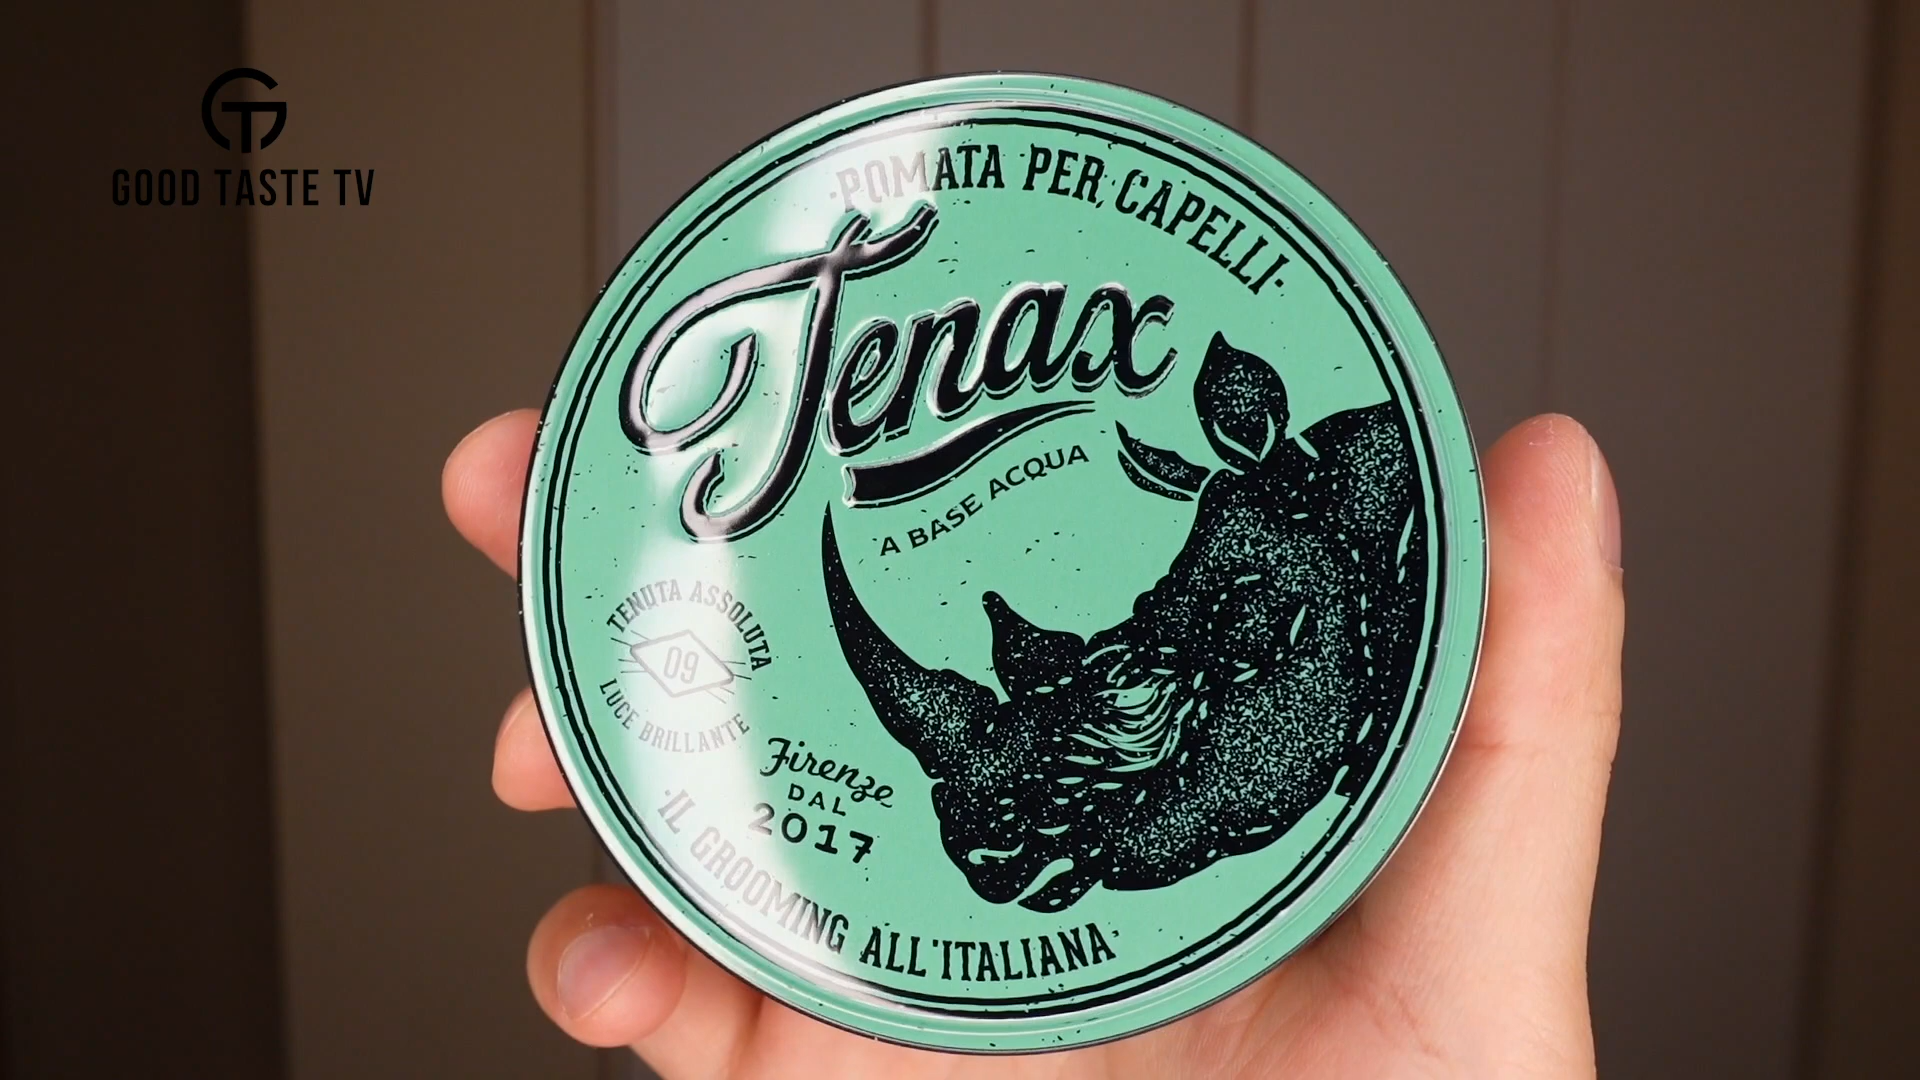 GOOD TASTE TV
·POMATA PER CAPELLI·
Tenax
A BASE ACQUA
TENUTA ASSOLUTA
09
LUCE BRILLANTE
Firenze
DAL
2017
·IL GROOMING ALL'ITALIANA·